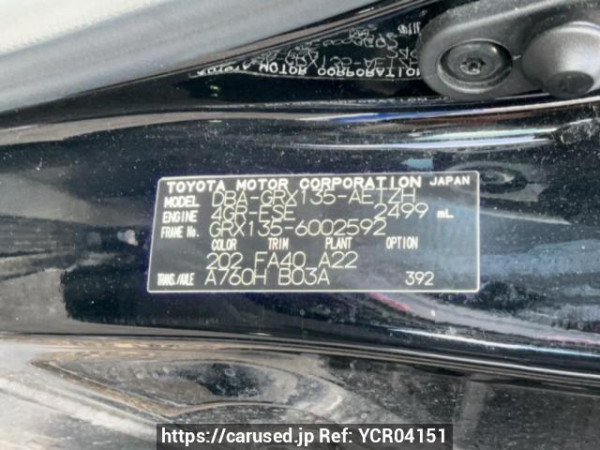 TOYOTA MOTOR CORPORATION JAPAN
MODEL DBA-GRX135-AETZH
ENGINE 4GR-FSE 2499 mL
FRAME No. GRX135-6002592
COLOR TRIM PLANT OPTION
202 FA40 A22
TRANS./AXLE A760H B03A 392
https://carused.jp Ref: YCR04151